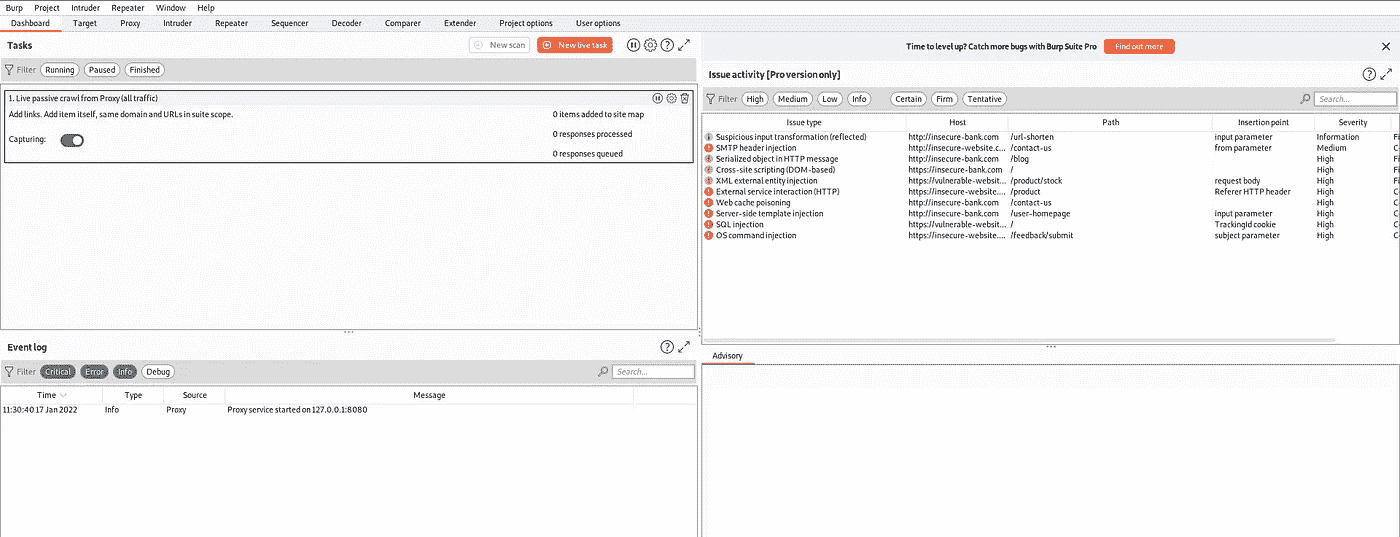 Burp Project Intruder Repeater Window Help
Dashboard Target Proxy Intruder Repeater Sequencer Decoder Comparer Extender Project options User options
Tasks
New scan
New live task
Filter Running Paused Finished
1. Live passive crawl from Proxy (all traffic)
Add links. Add item itself, same domain and URLs in suite scope.
0 items added to site map
Capturing:
0 responses processed
0 responses queued
Event log
Filter Critical Error Info Debug
Search...
Time Type Source Message
11:30:40 17 Jan 2022 Info Proxy Proxy service started on 127.0.0.1:8080
Time to level up? Catch more bugs with Burp Suite Pro Find out more
Issue activity [Pro version only]
Filter High Medium Low Info Certain Firm Tentative
Search...
Issue type Host Path Insertion point Severity
Suspicious input transformation (reflected) http://insecure-bank.com /url-shorten input parameter Information Fi
SMTP header injection http://insecure-website.c... /contact-us from parameter Medium
Serialized object in HTTP message http://insecure-bank.com /blog High Fi
Cross-site scripting (DOM-based) https://insecure-bank.com / High Fi
XML external entity injection https://vulnerable-websit... /product/stock request body High Fi
External service interaction (HTTP) https://insecure-website.... /product Referer HTTP header High C
Web cache poisoning http://insecure-bank.com /contact-us High C
Server-side template injection http://insecure-bank.com /user-homepage input parameter High C
SQL injection https://vulnerable-websit... / TrackingId cookie High C
OS command injection https://insecure-website.... /feedback/submit subject parameter High C
Advisory